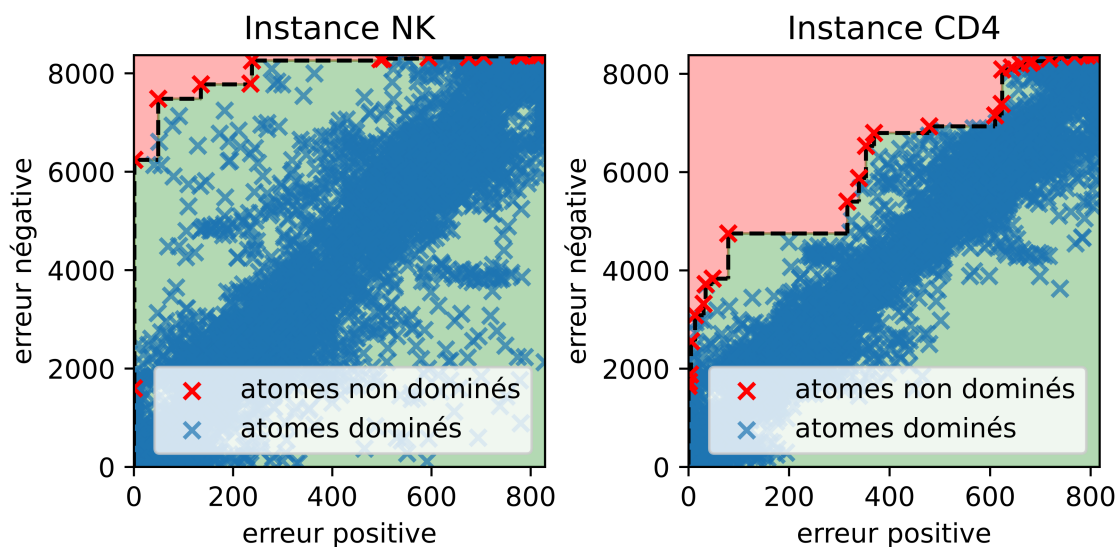 Instance NK
erreur négative
8000
6000
4000
2000
0
atomes non dominés
atomes dominés
0
200
400
600
800
erreur positive
Instance CD4
erreur négative
8000
6000
4000
2000
0
atomes non dominés
atomes dominés
0
200
400
600
800
erreur positive